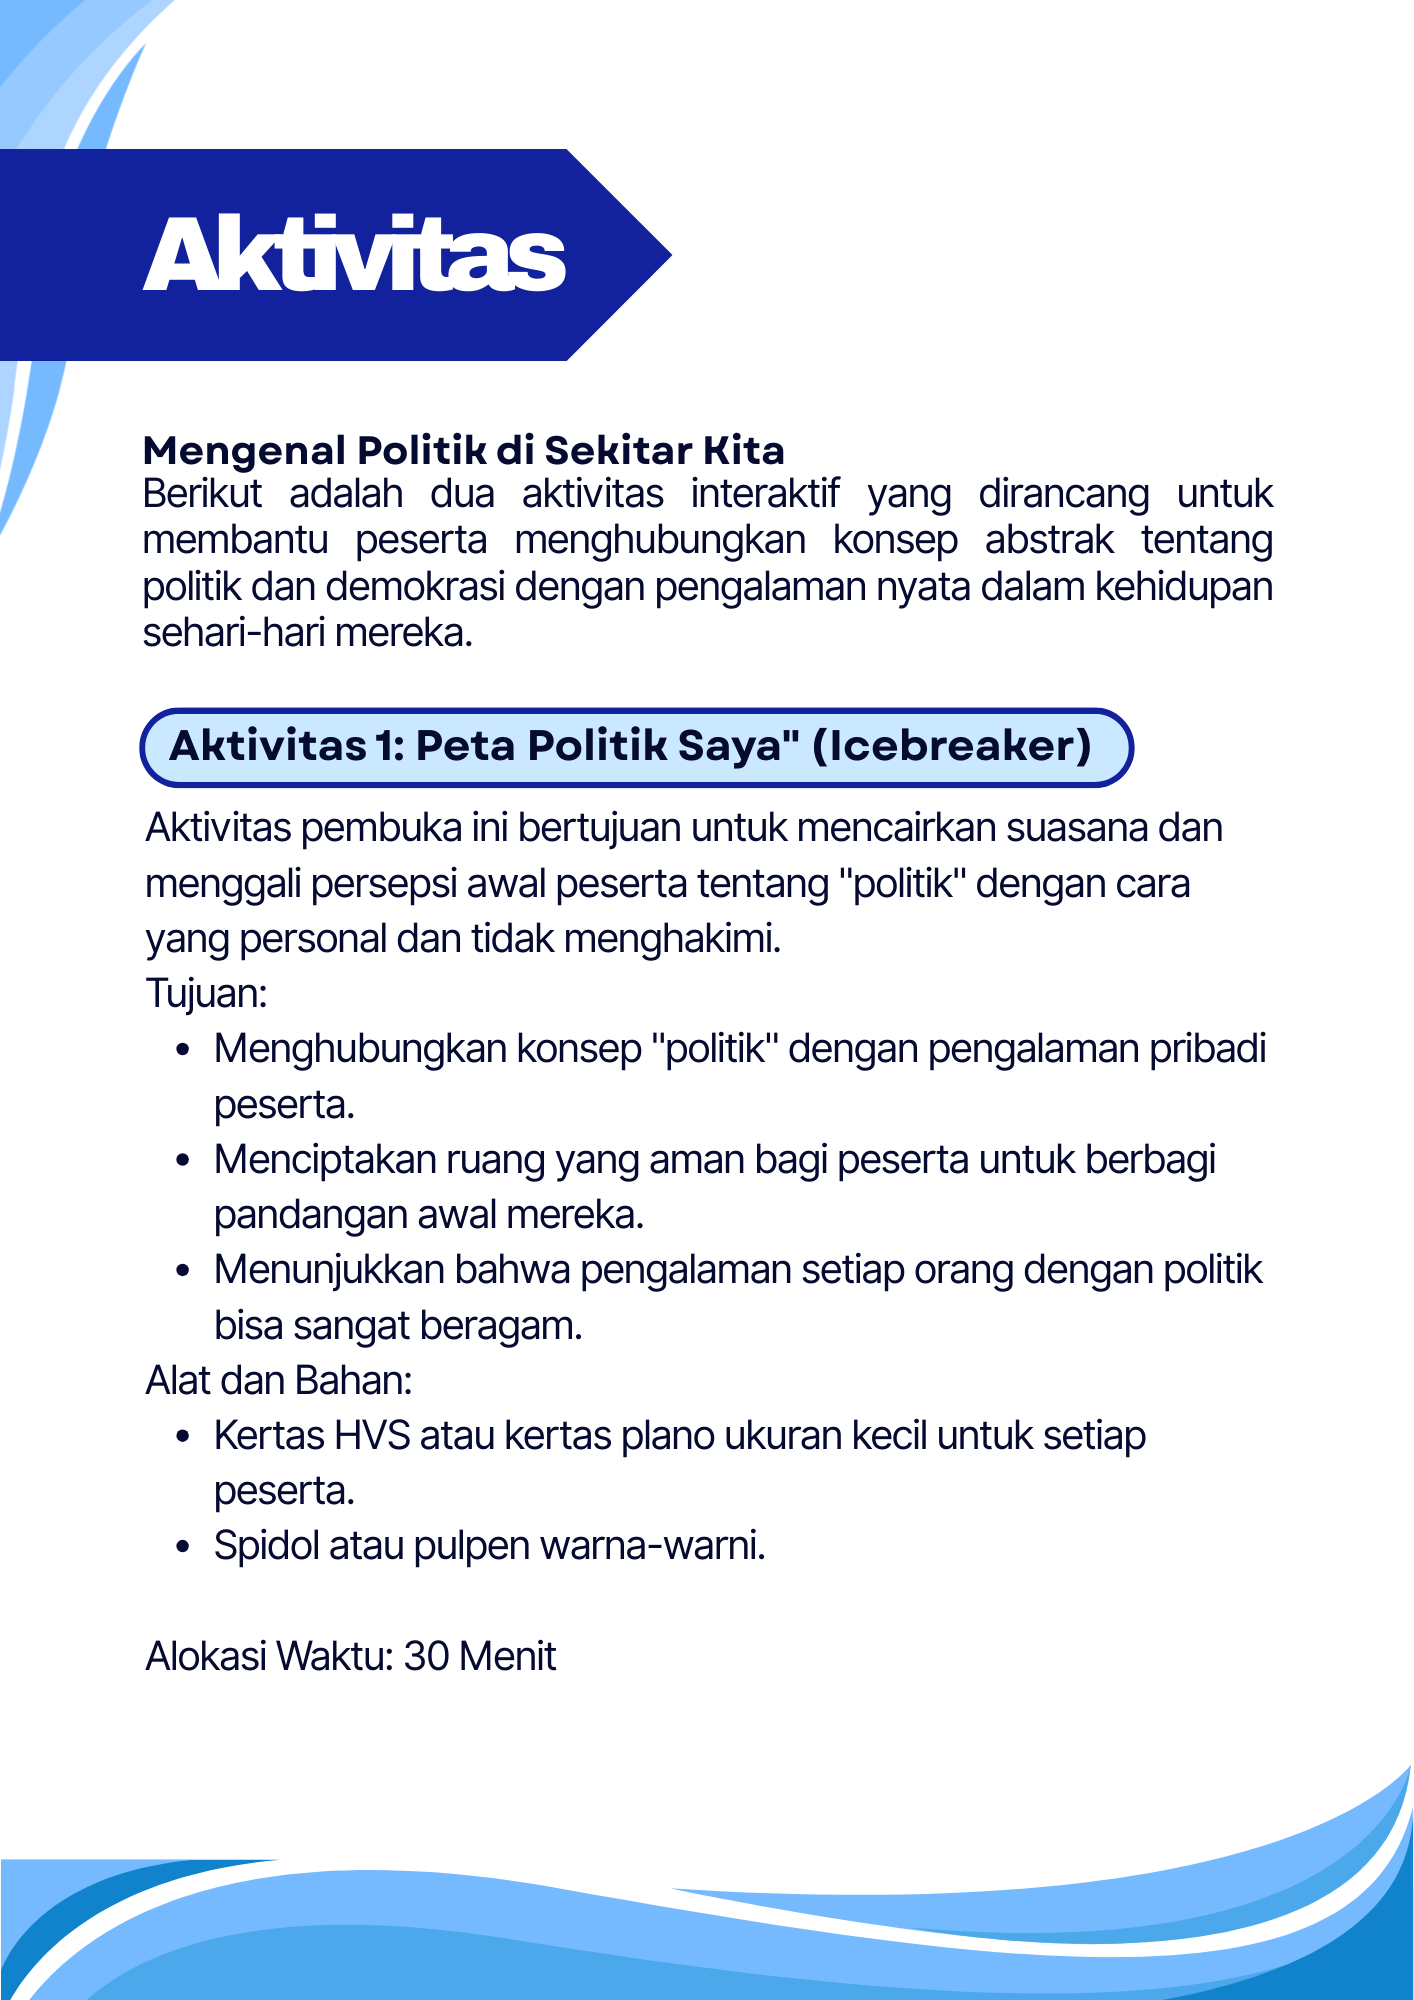 Aktivitas
Mengenal Politik di Sekitar Kita
Berikut adalah dua aktivitas interaktif yang dirancang untuk
membantu peserta menghubungkan konsep abstrak tentang
politik dan demokrasi dengan pengalaman nyata dalam kehidupan
sehari-hari mereka.
Aktivitas 1: Peta Politik Saya" (Icebreaker)
Aktivitas pembuka ini bertujuan untuk mencairkan suasana dan
menggali persepsi awal peserta tentang "politik" dengan cara
yang personal dan tidak menghakimi.
Tujuan:
• Menghubungkan konsep "politik" dengan pengalaman pribadi
peserta.
• Menciptakan ruang yang aman bagi peserta untuk berbagi
pandangan awal mereka.
• Menunjukkan bahwa pengalaman setiap orang dengan politik
bisa sangat beragam.
Alat dan Bahan:
• Kertas HVS atau kertas plano ukuran kecil untuk setiap
peserta.
• Spidol atau pulpen warna-warni.
Alokasi Waktu: 30 Menit